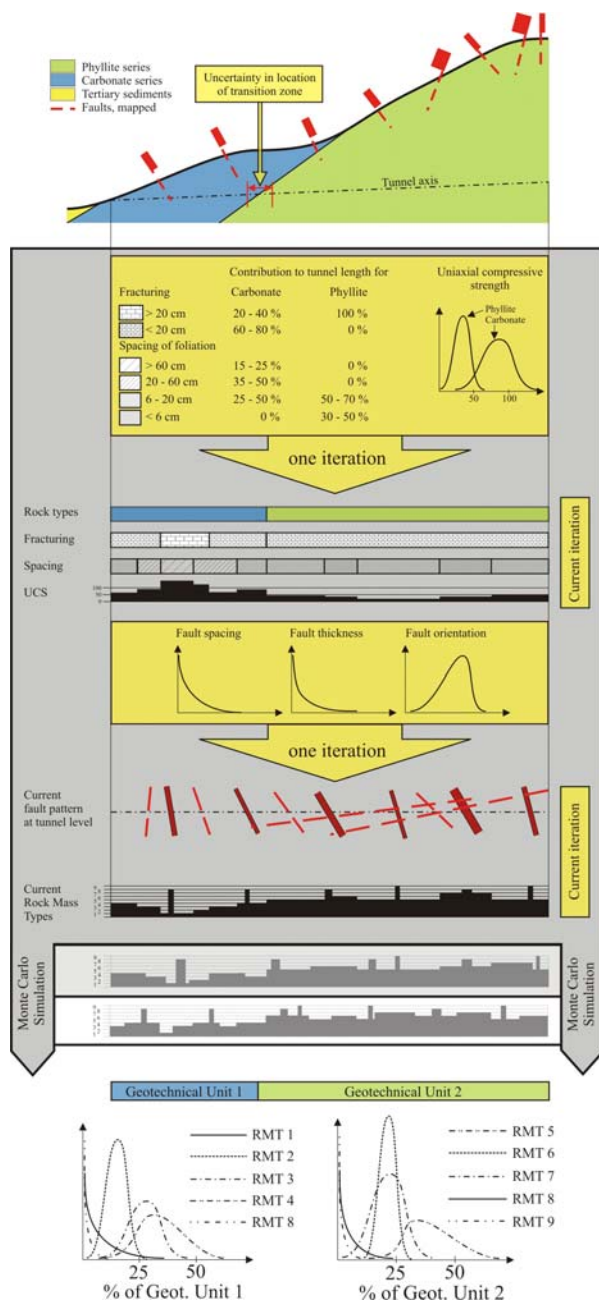 Phyllite series
Carbonate series
Tertiary sediments
Faults, mapped
Uncertainty in location
of transition zone
Tunnel axis
Contribution to tunnel length for
Uniaxial compressive
strength
Fracturing Carbonate Phyllite
> 20 cm 20 - 40 % 100 %
< 20 cm 60 - 80 % 0 %
Spacing of foliation
> 60 cm 15 - 25 % 0 %
20 - 60 cm 35 - 50 % 0 %
6 - 20 cm 25 - 50 % 50 - 70 %
< 6 cm 0 % 30 - 50 %
Phyllite
Carbonate
50 100
one iteration
Rock types
Fracturing
Spacing
UCS
100
50
0
Current iteration
Fault spacing
Fault thickness
Fault orientation
one iteration
Current
fault pattern
at tunnel level
Current
Rock Mass
Types
Current iteration
Monte Carlo
Simulation
Monte Carlo
Simulation
Geotechnical Unit 1
Geotechnical Unit 2
RMT 1
RMT 2
RMT 3
RMT 4
RMT 8
25 50
% of Geot. Unit 1
RMT 5
RMT 6
RMT 7
RMT 8
RMT 9
25 50
% of Geot. Unit 2